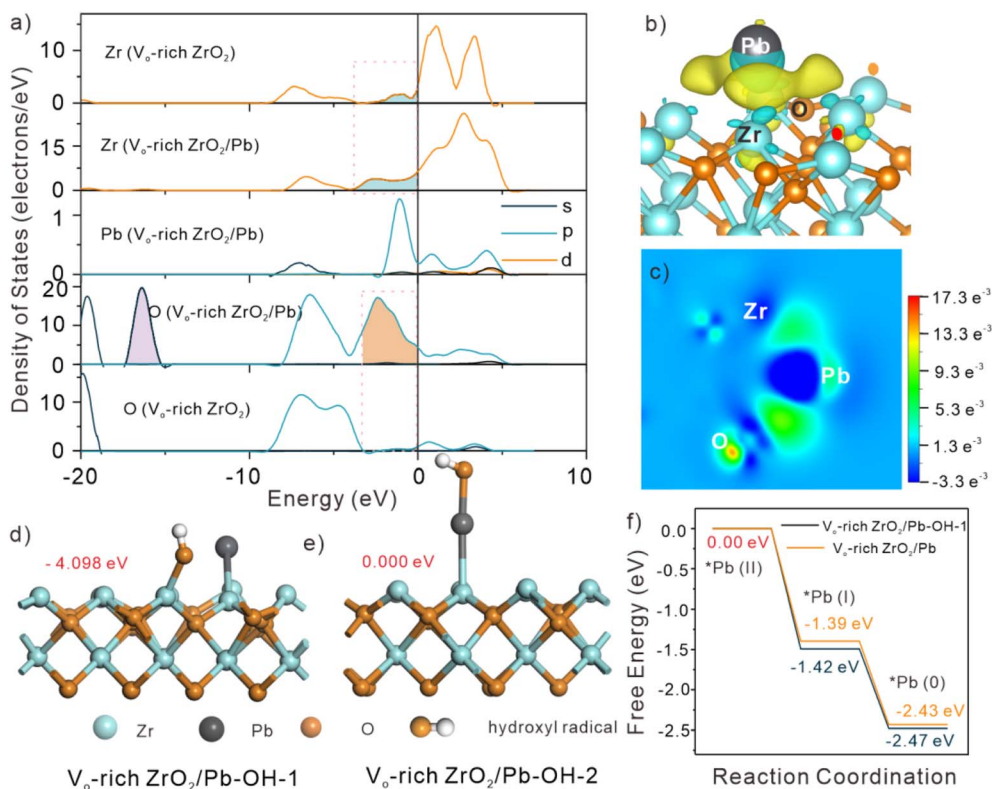 a)
Density of States (electrons/eV)
15
10
0
Zr (Vₒ-rich ZrO₂)
15
0
Zr (Vₒ-rich ZrO₂/Pb)
1
0
Pb (Vₒ-rich ZrO₂/Pb)
s
p
d
20
10
0
O (Vₒ-rich ZrO₂/Pb)
10
0
O (Vₒ-rich ZrO₂)
-20
-10
0
10
Energy (eV)
b)
Pb
O
Zr
c)
Zr
Pb
O
17.3 e⁻³
13.3 e⁻³
9.3 e⁻³
5.3 e⁻³
1.3 e⁻³
-3.3 e⁻³
d)
- 4.098 eV
e)
0.000 eV
Zr
Pb
O
hydroxyl radical
Vₒ-rich ZrO₂/Pb-OH-1
Vₒ-rich ZrO₂/Pb-OH-2
f)
Free Energy (eV)
0.0
-0.5
-1.0
-1.5
-2.0
-2.5
Vₒ-rich ZrO₂/Pb-OH-1
Vₒ-rich ZrO₂/Pb
0.00 eV
*Pb (II)
*Pb (I)
-1.39 eV
-1.42 eV
*Pb (0)
-2.43 eV
-2.47 eV
Reaction Coordination